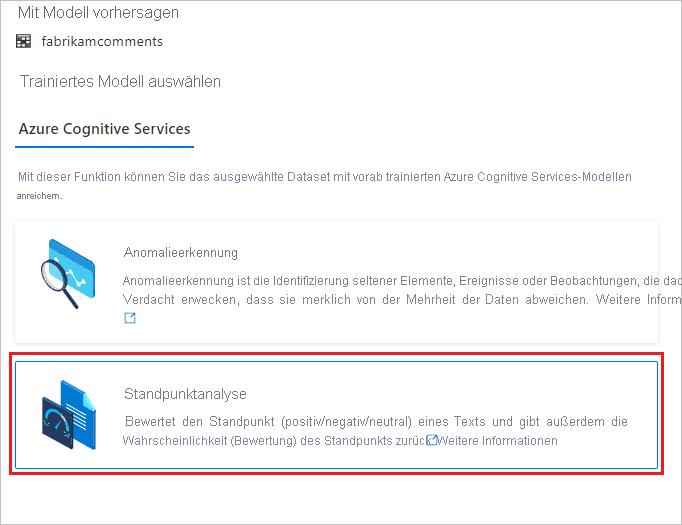 Mit Modell vorhersagen
fabrikamcomments
Trainiertes Modell auswählen
Azure Cognitive Services
Mit dieser Funktion können Sie das ausgewählte Dataset mit vorab trainierten Azure Cognitive Services-Modellen
anreichern.
Anomalieerkennung
Anomalieerkennung ist die Identifizierung seltener Elemente, Ereignisse oder Beobachtungen, die dad
Verdacht erwecken, dass sie merklich von der Mehrheit der Daten abweichen. Weitere Inform
Standpunktanalyse
Bewertet den Standpunkt (positiv/negativ/neutral) eines Texts und gibt außerdem die
Wahrscheinlichkeit (Bewertung) des Standpunkts zurück Weitere Informationen